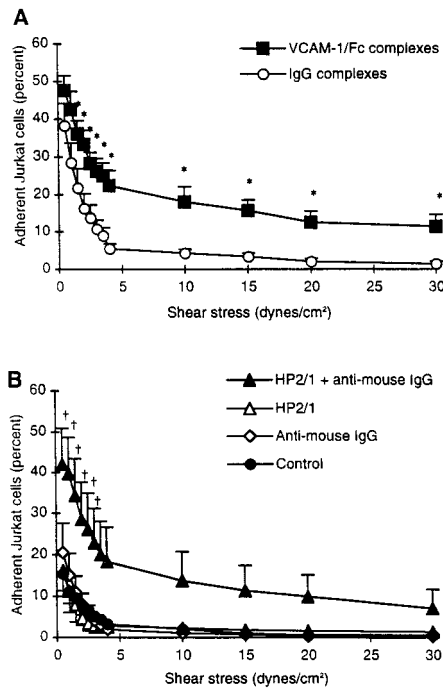 A
60
50
40
30
20
10
0
Adherent Jurkat cells (percent)
VCAM-1/Fc complexes
IgG complexes
* * * * * * * * * *
0 5 10 15 20 25 30
Shear stress (dynes/cm²)
B
60
50
40
30
20
10
0
Adherent Jurkat cells (percent)
HP2/1 + anti-mouse IgG
HP2/1
Anti-mouse IgG
Control
† † † † † †
0 5 10 15 20 25 30
Shear stress (dynes/cm²)